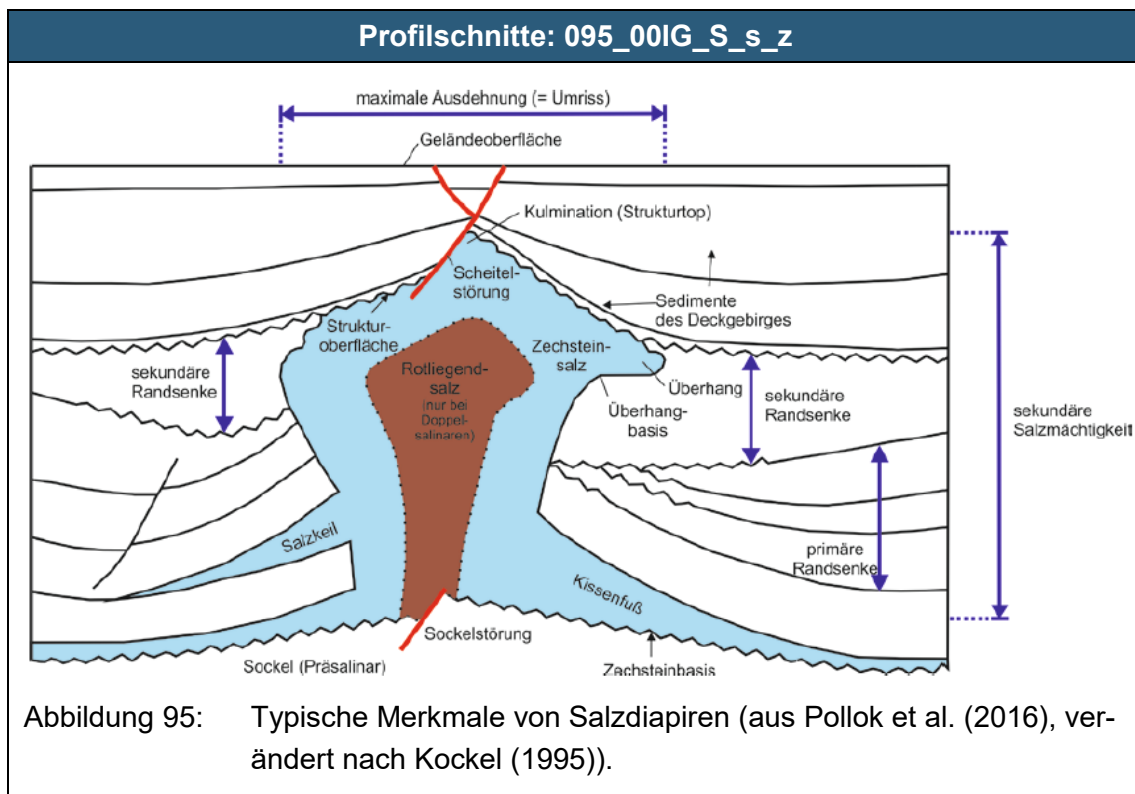 Profilschnitte: 095_00IG_S_s_z
maximale Ausdehnung (= Umriss)
Geländeoberfläche
Kulmination (Strukturtop)
Scheitel-
störung
Sedimente
des Deckgebirges
Struktur-
oberfläche
Zechstein-
salz
sekundäre
Randsenke
Rotliegend-
salz
(nur bei
Doppel-
salinaren)
Überhang
Überhang-
basis
sekundäre
Randsenke
sekundäre
Salzmächtigkeit
Salzkeil
primäre
Randsenke
Kissenfuß
Sockelstörung
Sockel (Präsalinar)
Zechsteinbasis
Abbildung 95: Typische Merkmale von Salzdiapiren (aus Pollok et al. (2016), ver-
ändert nach Kockel (1995)).